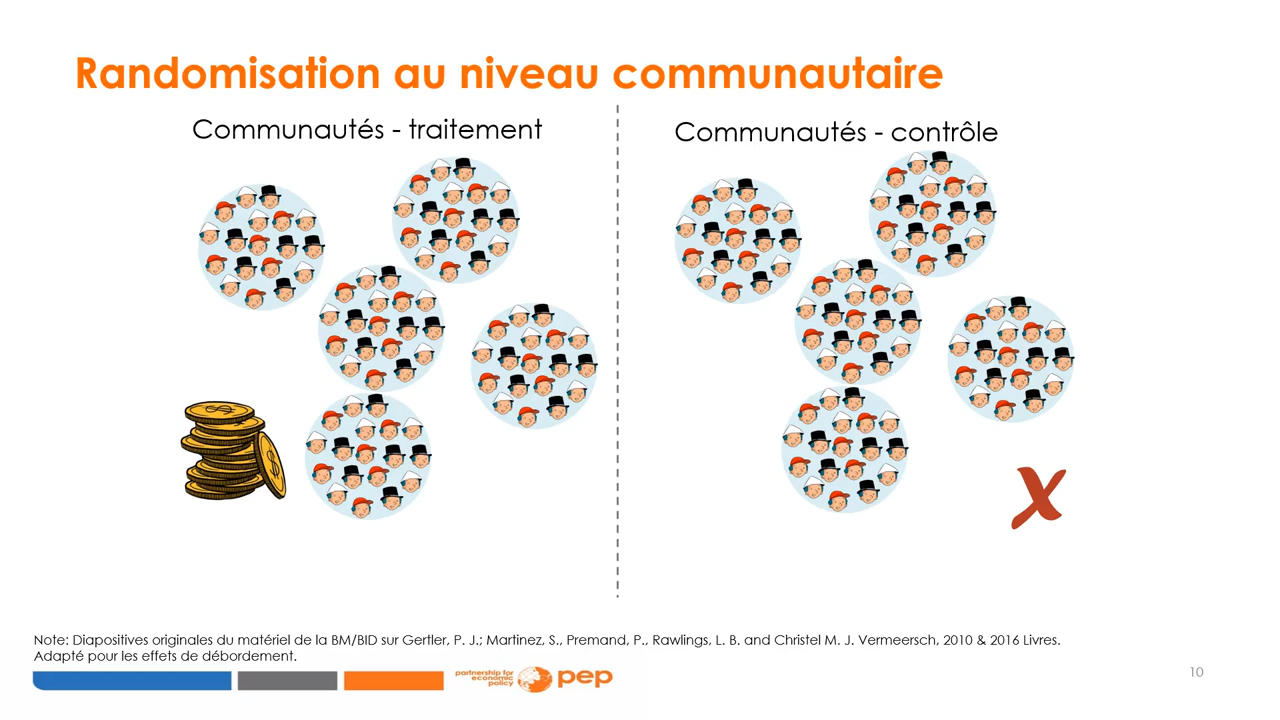 Randomisation au niveau communautaire
Communautés - traitement
Communautés - contrôle
Note: Diapositives originales du matériel de la BM/BID sur Gertler, P. J.; Martinez, S., Premand, P., Rawlings, L. B. and Christel M. J. Vermeersch, 2010 & 2016 Livres.
Adapté pour les effets de débordement.
partnership for
economic
policy
pep
10